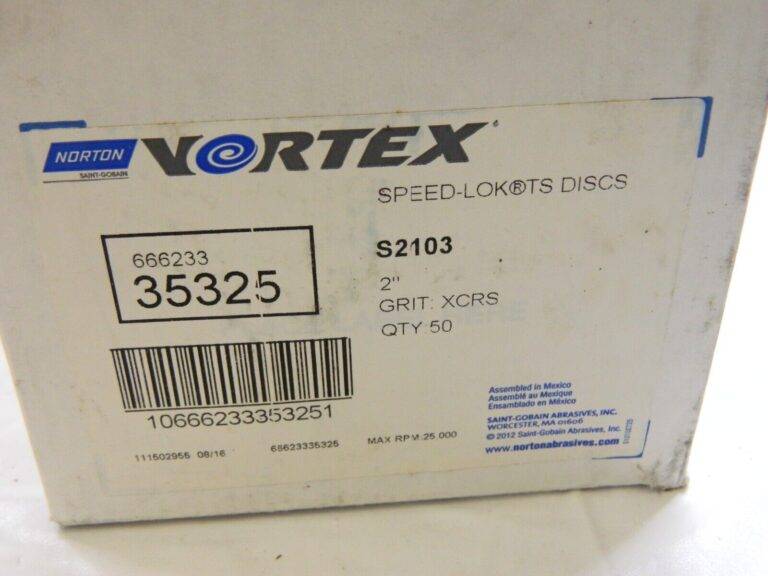 NORTON
SAINT-GOBAIN
VORTEX
SPEED-LOK®TS DISCS
666233
35325
S2103
2"
GRIT: XCRS
QTY:50
10666233353251
111502955 08/16
66623335325
MAX RPM:25,000
Assembled in Mexico
Assemblé au Mexique
Ensamblado en México
SAINT-GOBAIN ABRASIVES, INC.
WORCESTER, MA 01606
© 2012 Saint-Gobain Abrasives, Inc.
www.nortonabrasives.com